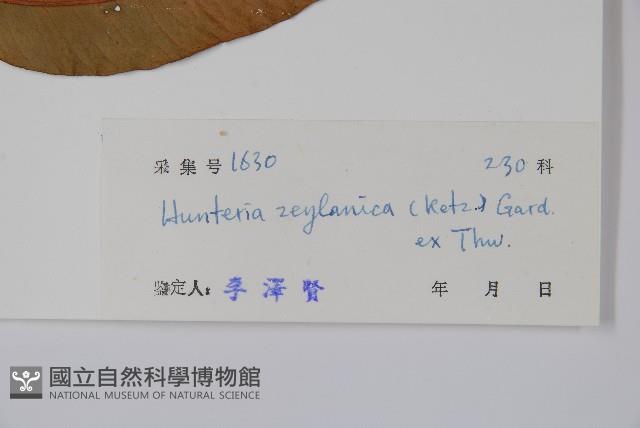 采集号 1630 230 科
Hunteria zeylanica (Retz.) Gard.
ex Thw.
鉴定人: 李澤賢 年 月 日
國立自然科學博物館
NATIONAL MUSEUM OF NATURAL SCIENCE